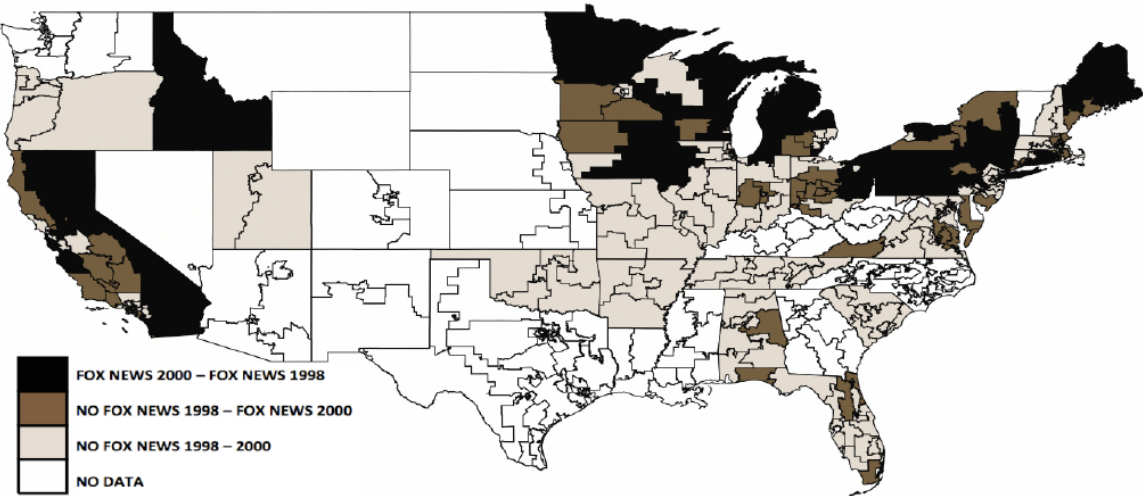 FOX NEWS 2000 – FOX NEWS 1998
NO FOX NEWS 1998 – FOX NEWS 2000
NO FOX NEWS 1998 – 2000
NO DATA